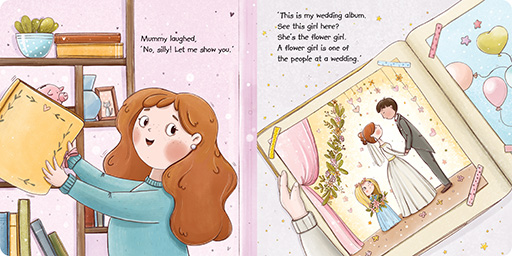 Mummy laughed,
'No, silly! Let me show you.'
'This is my wedding album.
See this girl here?
She's the flower girl.
A flower girl is one of
the people at a wedding.'